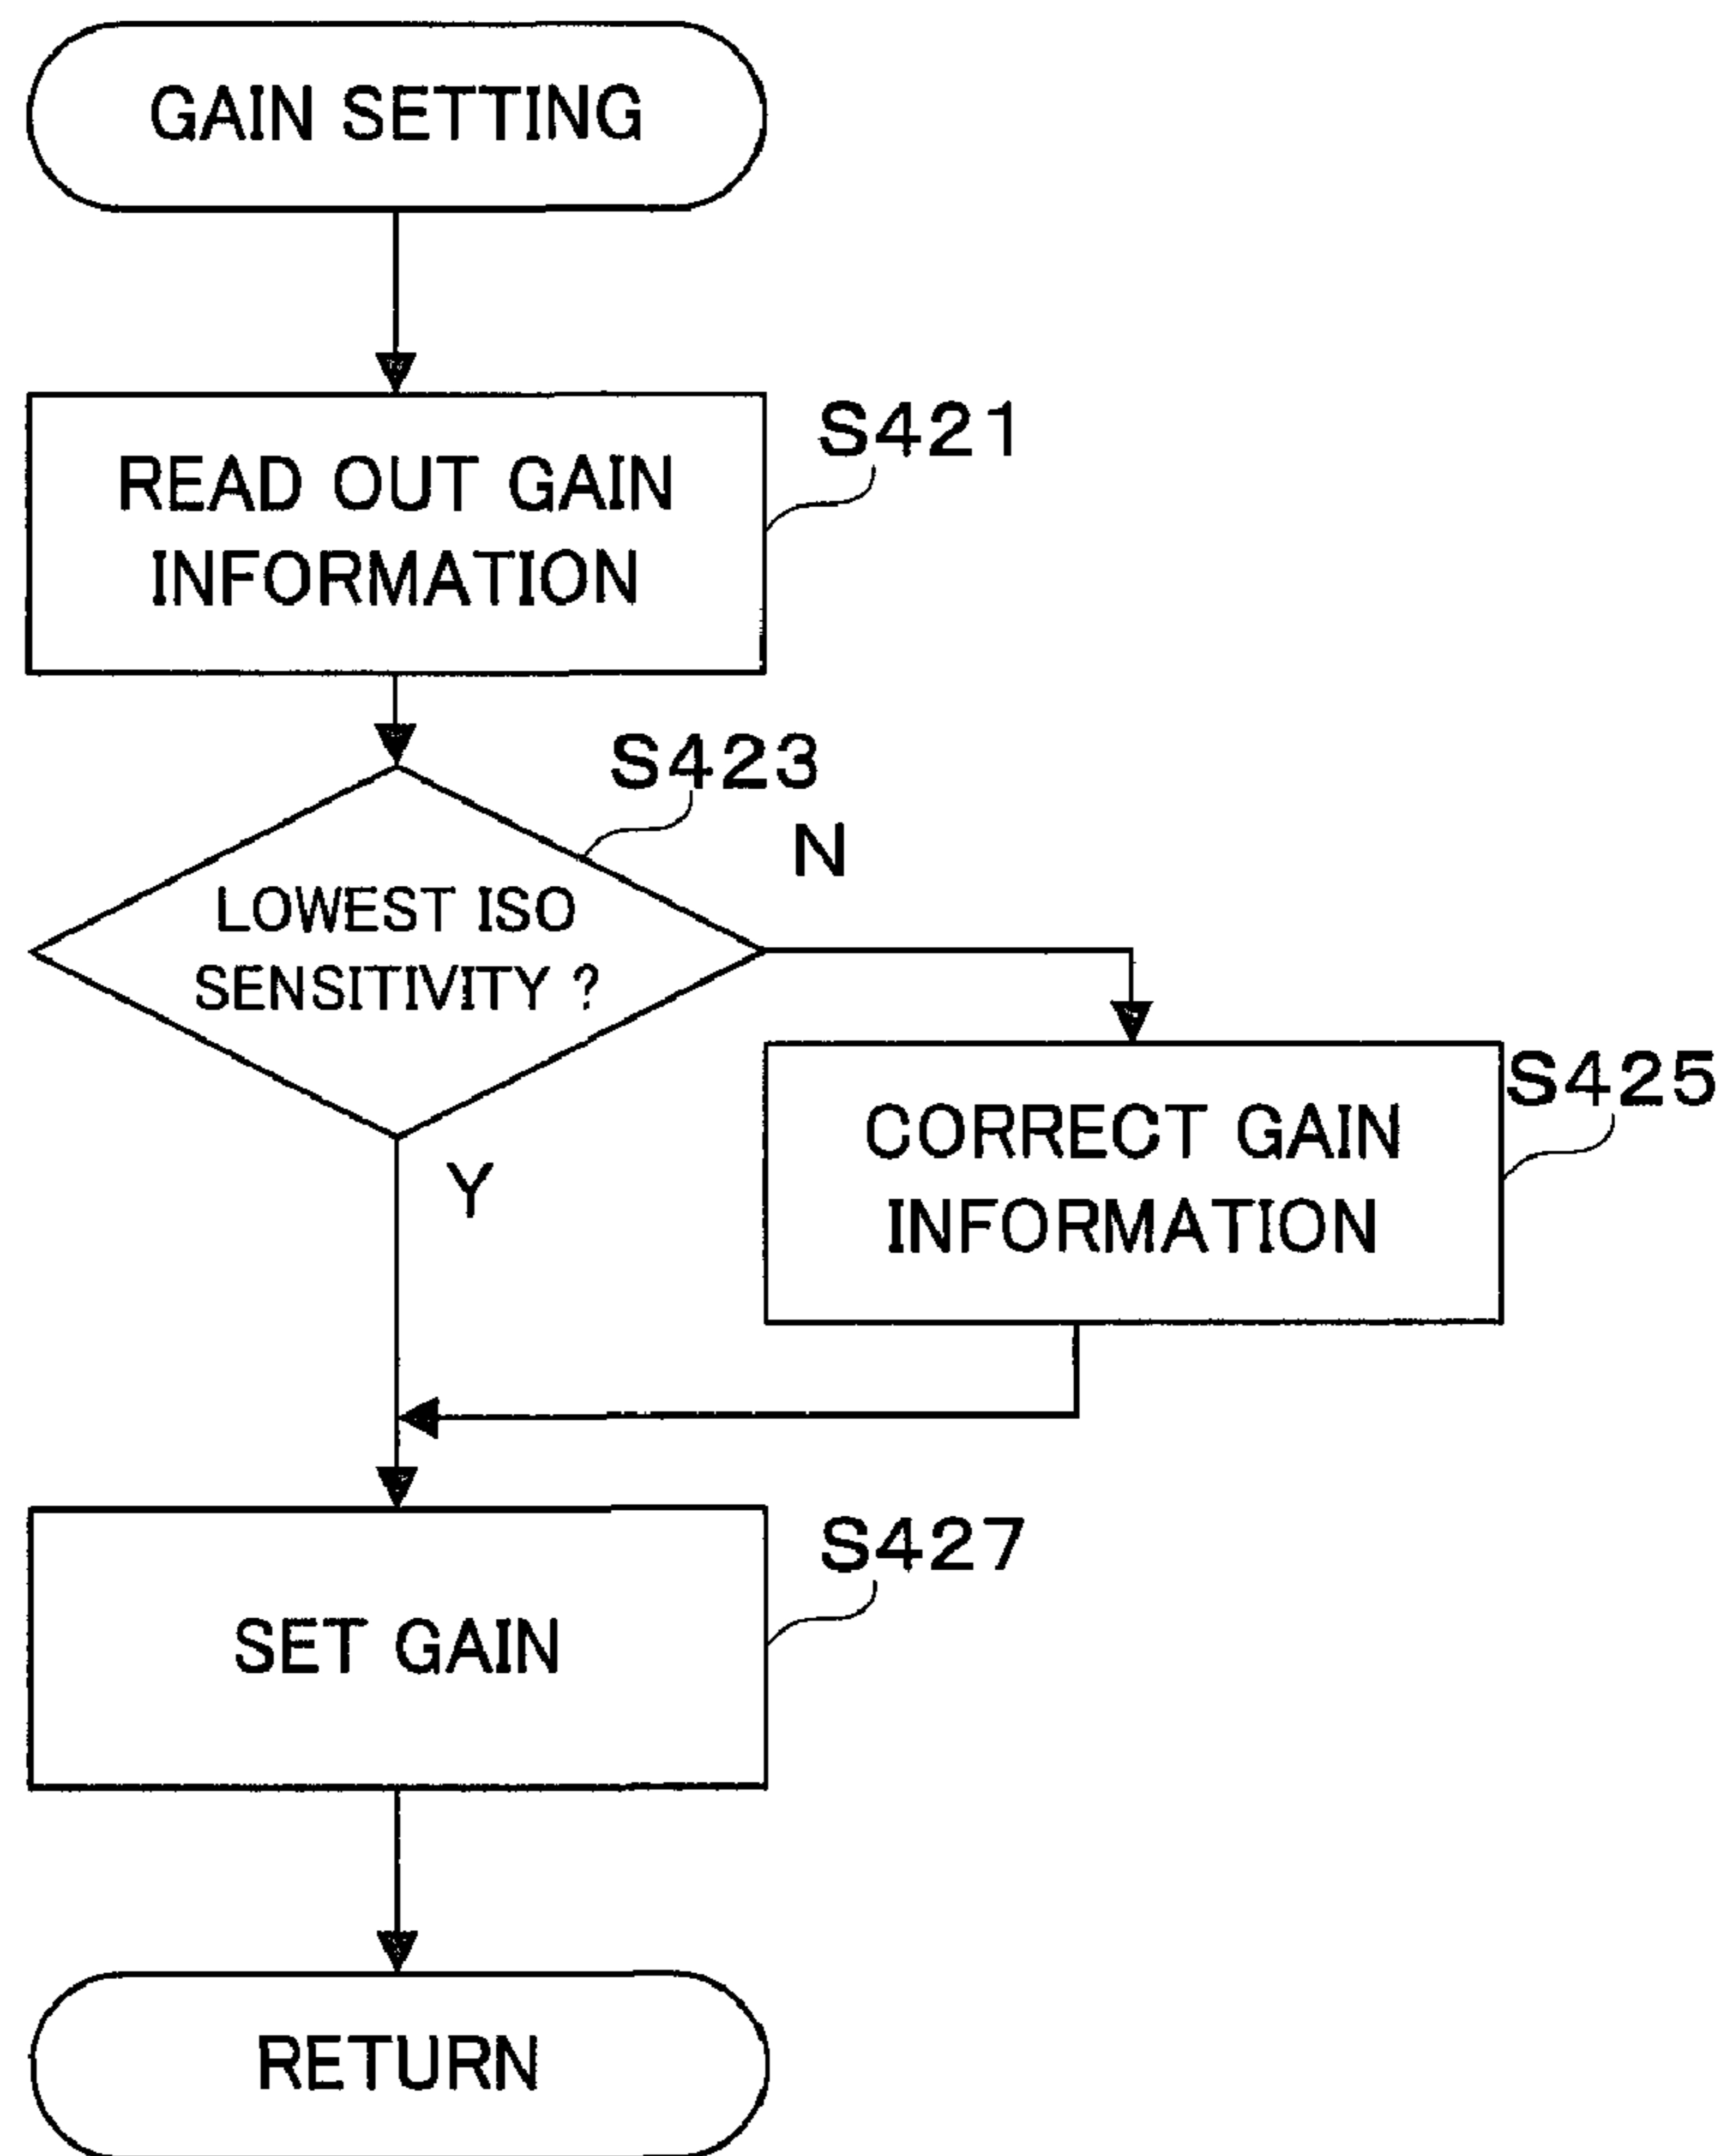 GAIN SETTING
S421
READ OUT GAIN
INFORMATION
S423
N
LOWEST ISO
SENSITIVITY ?
S425
CORRECT GAIN
INFORMATION
Y
S427
SET GAIN
RETURN